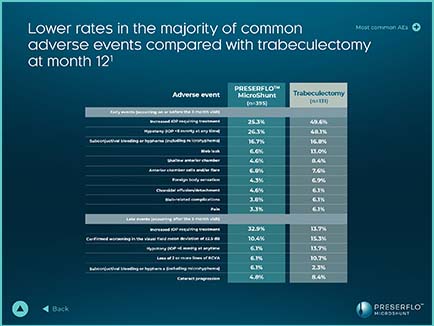 Lower rates in the majority of common
adverse events compared with trabeculectomy
at month 12¹
Most common AEs
Adverse event PRESERFLO™ MicroShunt (n=395) Trabeculectomy (n=131)
Early events (occurring on or before the 3-month visit)
Increased IOP requiring treatment 25.3% 49.6%
Hypotony (IOP <6 mmHg at any time) 26.3% 48.1%
Subconjunctival bleeding or hyphema (including microhyphema) 16.7% 16.8%
Bleb leak 6.6% 13.0%
Shallow anterior chamber 4.6% 8.4%
Anterior chamber cells and/or flare 6.8% 7.6%
Foreign body sensation 4.3% 6.9%
Choroidal effusion/detachment 4.6% 6.1%
Bleb-related complications 3.8% 6.1%
Pain 3.3% 6.1%
Late events (occurring after the 3-month visit)
Increased IOP requiring treatment 32.9% 13.7%
Confirmed worsening in the visual field mean deviation of ≥2.5 dB 10.4% 15.3%
Hypotony (IOP <6 mmHg at anytime) 6.1% 13.7%
Loss of 2 or more lines of BCVA 6.1% 10.7%
Subconjunctival bleeding or hyphema (including microhyphema) 6.1% 2.3%
Cataract progression 4.8% 8.4%
Back
PRESERFLO™
MICROSHUNT